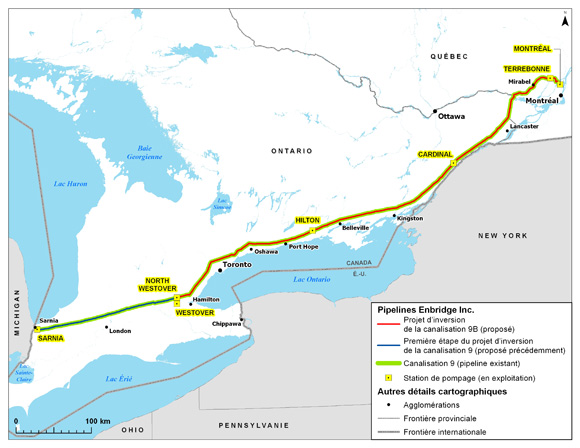 QUÉBEC
MONTRÉAL
TERREBONNE
Mirabel
Montréal
Ottawa
Lancaster
ONTARIO
CARDINAL
Baie
Georgienne
Lac Huron
Lac
Simcoe
HILTON
Kingston
Belleville
NEW YORK
Oshawa
Port Hope
Toronto
CANADA
É.-U.
Lac Ontario
NORTH
WESTOVER
Hamilton
WESTOVER
MICHIGAN
Sarnia
SARNIA
London
Chippawa
Lac
Sainte-
Claire
Lac Érié
0 100 km
OHIO
PENNSYLVANIE
Pipelines Enbridge Inc.
Projet d'inversion
de la canalisation 9B (proposé)
Première étape du projet d'inversion
de la canalisation 9 (proposé précédemment)
Canalisation 9 (pipeline existant)
Station de pompage (en exploitation)
Autres détails cartographiques
Agglomérations
Frontière provinciale
Frontière internationale